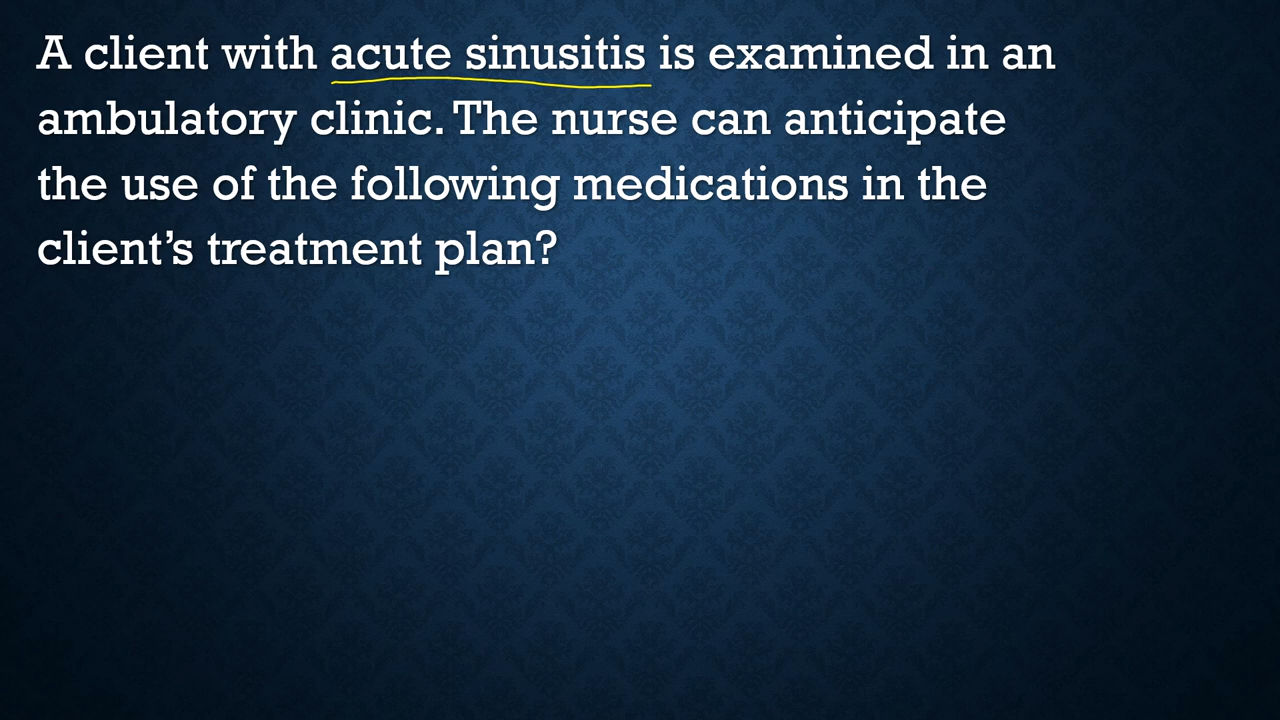 A client with acute sinusitis is examined in an
ambulatory clinic. The nurse can anticipate
the use of the following medications in the
client’s treatment plan?